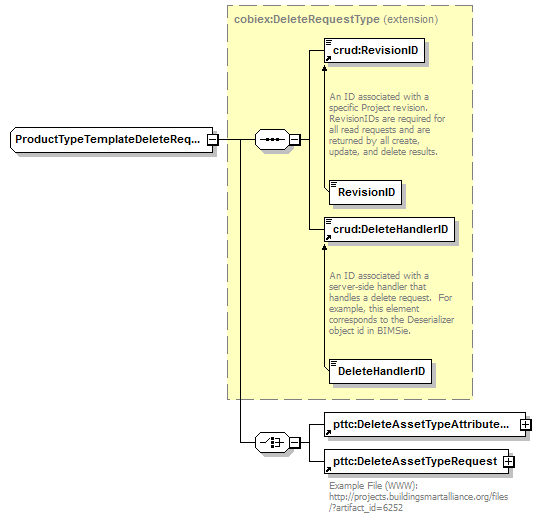 cobiex:DeleteRequestType (extension)
crud:RevisionID
An ID associated with a
specific Project revision.
RevisionIDs are required for
all read requests and are
returned by all create,
update, and delete results.
ProductTypeTemplateDeleteReq...
RevisionID
crud:DeleteHandlerID
An ID associated with a
server-side handler that
handles a delete request.  For
example, this element
corresponds to the Deserializer
object id in BIMSie.
DeleteHandlerID
pttc:DeleteAssetTypeAttribute...
pttc:DeleteAssetTypeRequest
Example File (WWW):
http://projects.buildingsmartalliance.org/files
/?artifact_id=6252